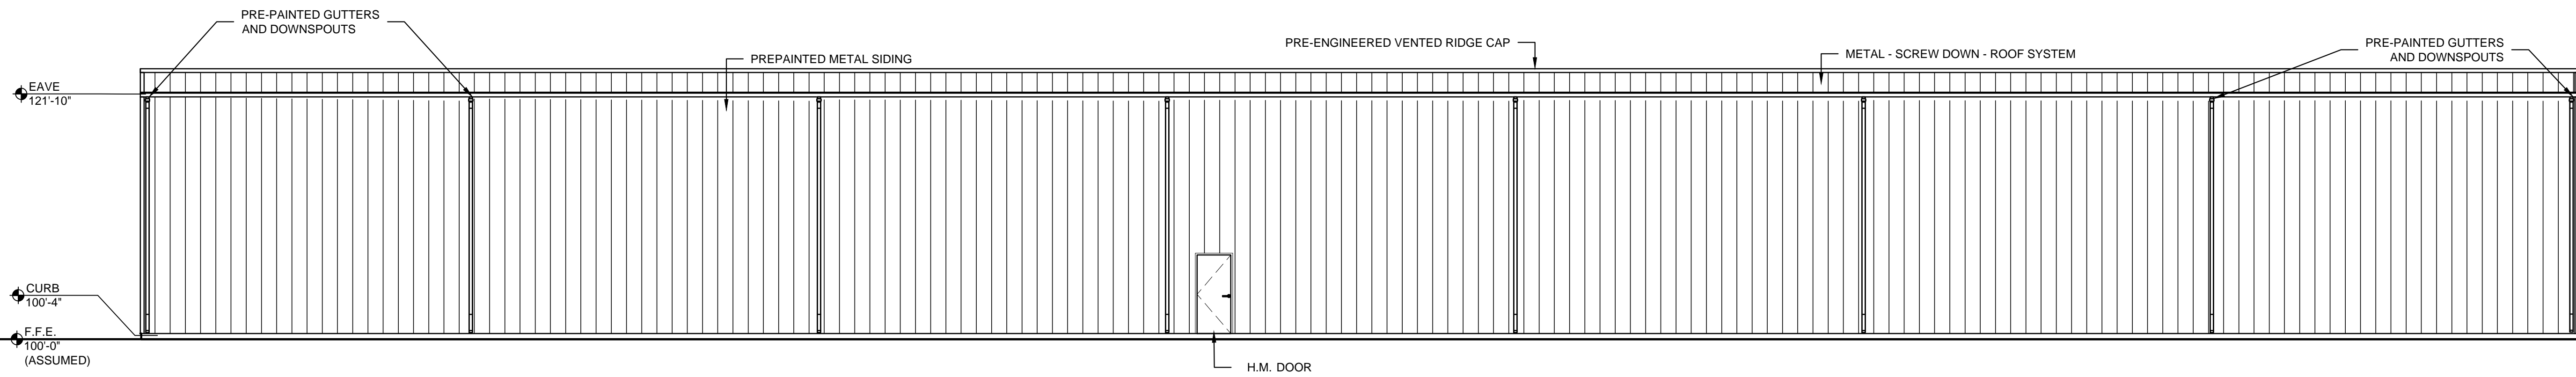 PRE-PAINTED GUTTERS
AND DOWNSPOUTS
PREPAINTED METAL SIDING
PRE-ENGINEERED VENTED RIDGE CAP
METAL - SCREW DOWN - ROOF SYSTEM
PRE-PAINTED GUTTERS
AND DOWNSPOUTS
EAVE
121'-10"
CURB
100'-4"
F.F.E.
100'-0"
(ASSUMED)
H.M. DOOR